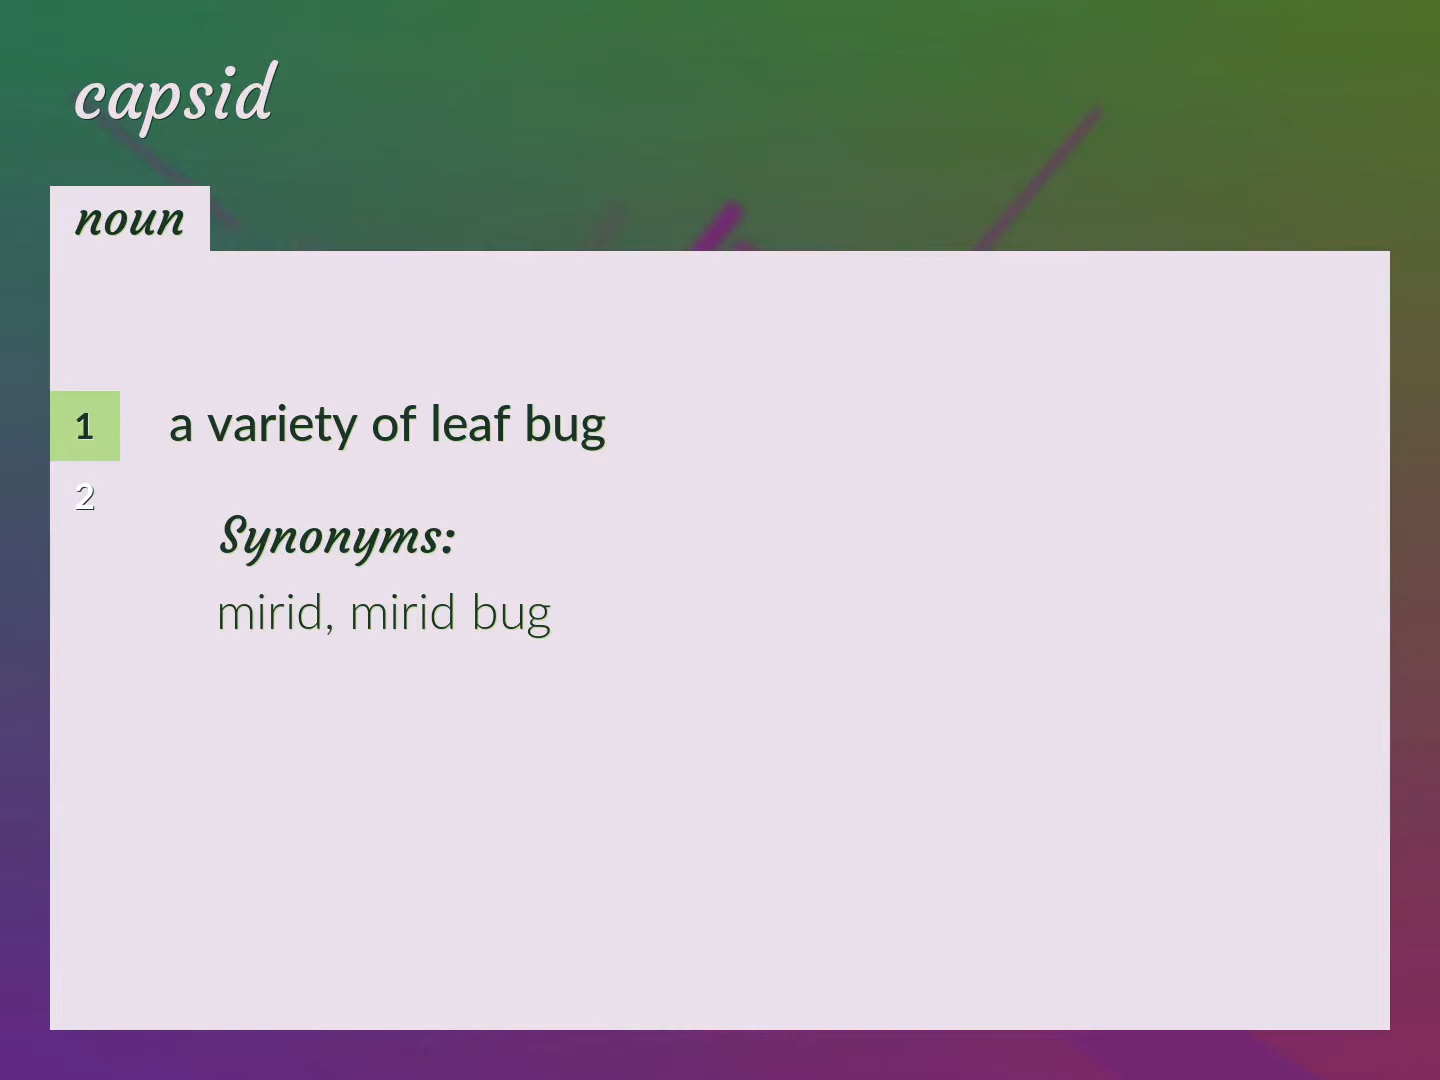 capsid
noun
1 a variety of leaf bug
2
Synonyms:
mirid, mirid bug